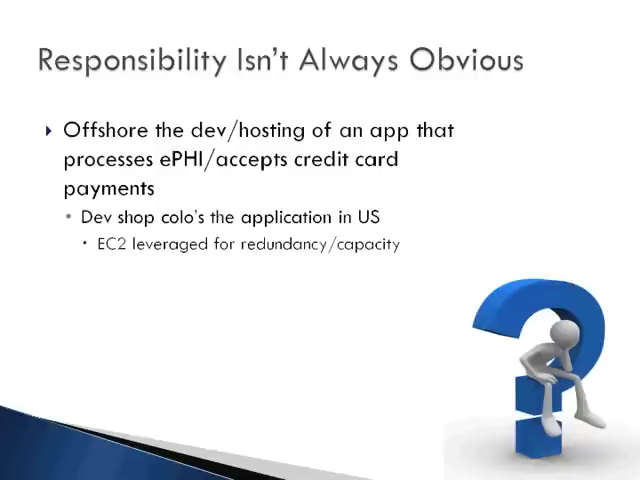 Responsibility Isn't Always Obvious
Offshore the dev/hosting of an app that
processes ePHI/accepts credit card
payments
Dev shop colo's the application in US
EC2 leveraged for redundancy/capacity